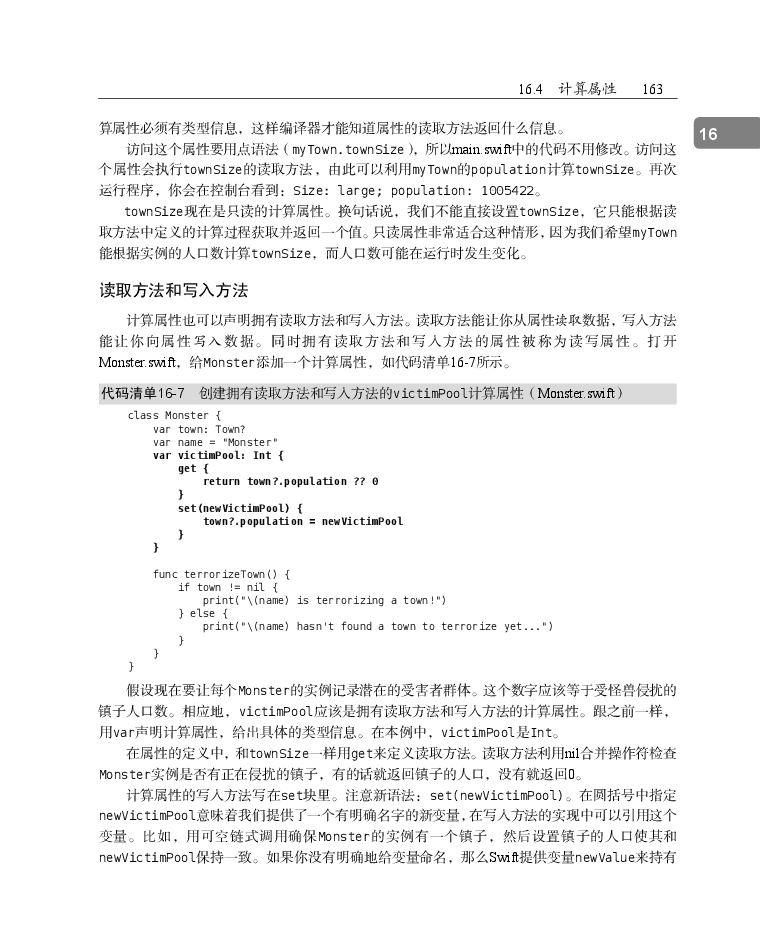 16.4 计算属性 163
16
算属性必须有类型信息，这样编译器才能知道属性的读取方法返回什么信息。
访问这个属性要用点语法（myTown.townSize），所以main.swift中的代码不用修改。访问这
个属性会执行townSize的读取方法，由此可以利用myTown的population计算townSize。再次
运行程序，你会在控制台看到：Size: large; population: 1005422。
townSize现在是只读的计算属性。换句话说，我们不能直接设置townSize，它只能根据读
取方法中定义的计算过程获取并返回一个值。只读属性非常适合这种情形，因为我们希望myTown
能根据实例的人口数计算townSize，而人口数可能在运行时发生变化。
读取方法和写入方法
计算属性也可以声明拥有读取方法和写入方法。读取方法能让你从属性读取数据，写入方法
能让你向属性写入数据。同时拥有读取方法和写入方法的属性被称为读写属性。打开
Monster.swift，给Monster添加一个计算属性，如代码清单16-7所示。
代码清单16-7 创建拥有读取方法和写入方法的victimPool计算属性（Monster.swift）
class Monster {
    var town: Town?
    var name = "Monster"
    var victimPool: Int {
        get {
            return town?.population ?? 0
        }
        set(newVictimPool) {
            town?.population = newVictimPool
        }
    }
    func terrorizeTown() {
        if town != nil {
            print("\(name) is terrorizing a town!")
        } else {
            print("\(name) hasn't found a town to terrorize yet...")
        }
    }
}
假设现在要让每个Monster的实例记录潜在的受害者群体。这个数字应该等于受怪兽侵扰的
镇子人口数。相应地，victimPool应该是拥有读取方法和写入方法的计算属性。跟之前一样，
用var声明计算属性，给出具体的类型信息。在本例中，victimPool是Int。
在属性的定义中，和townSize一样用get来定义读取方法。读取方法利用nil合并操作符检查
Monster实例是否有正在侵扰的镇子，有的话就返回镇子的人口，没有就返回0。
计算属性的写入方法写在set块里。注意新语法：set(newVictimPool)。在圆括号中指定
newVictimPool意味着我们提供了一个有明确名字的新变量，在写入方法的实现中可以引用这个
变量。比如，用可空链式调用确保Monster的实例有一个镇子，然后设置镇子的人口使其和
newVictimPool保持一致。如果你没有明确地给变量命名，那么Swift提供变量newValue来持有